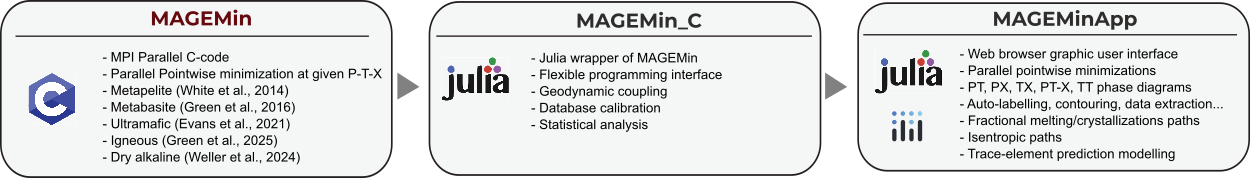 MAGEMin
- MPI Parallel C-code
- Parallel Pointwise minimization at given P-T-X
- Metapelite (White et al., 2014)
- Metabasite (Green et al., 2016)
- Ultramafic (Evans et al., 2021)
- Igneous (Green et al., 2025)
- Dry alkaline (Weller et al., 2024)
C
MAGEMin_C
julia
- Julia wrapper of MAGEMin
- Flexible programming interface
- Geodynamic coupling
- Database calibration
- Statistical analysis
MAGEMinApp
julia
- Web browser graphic user interface
- Parallel pointwise minimizations
- PT, PX, TX, PT-X, TT phase diagrams
- Auto-labelling, contouring, data extraction...
- Fractional melting/crystallizations paths
- Isentropic paths
- Trace-element prediction modelling